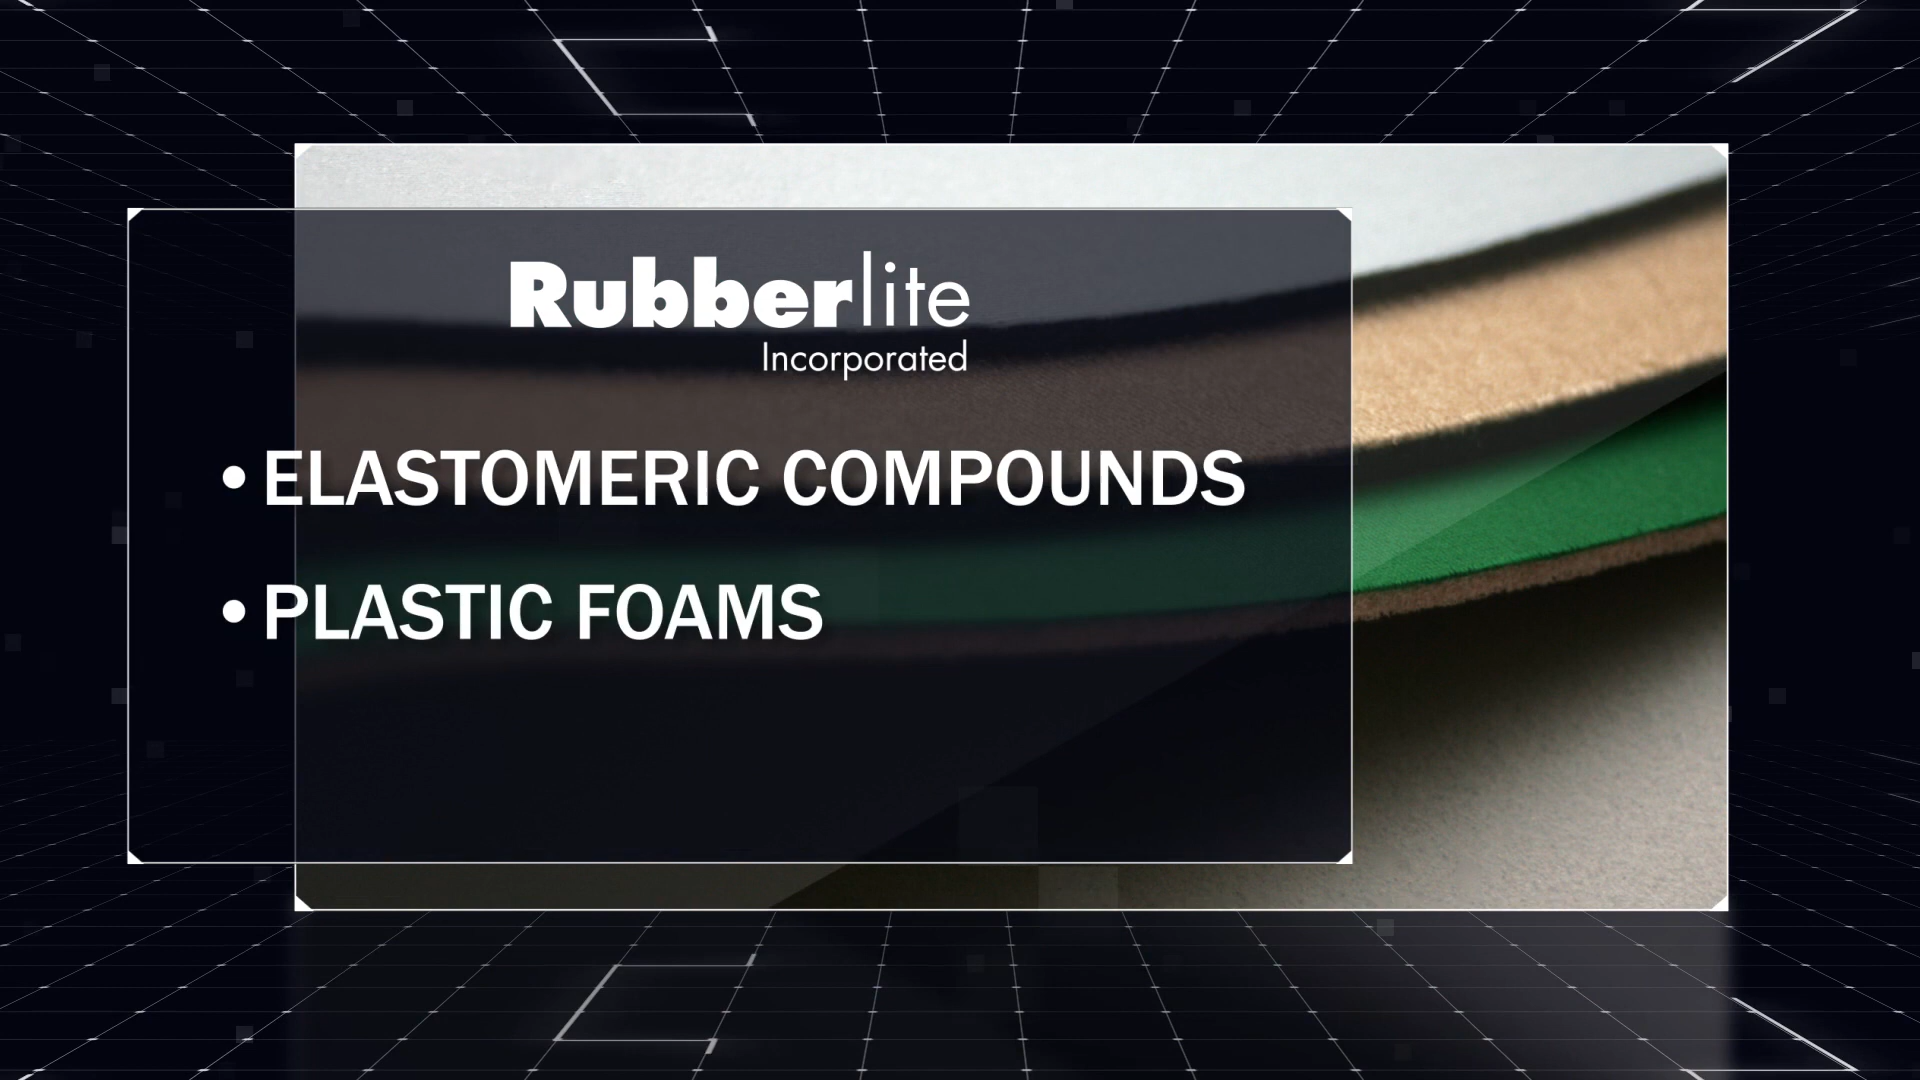 Rubberlite
Incorporated
• ELASTOMERIC COMPOUNDS
• PLASTIC FOAMS